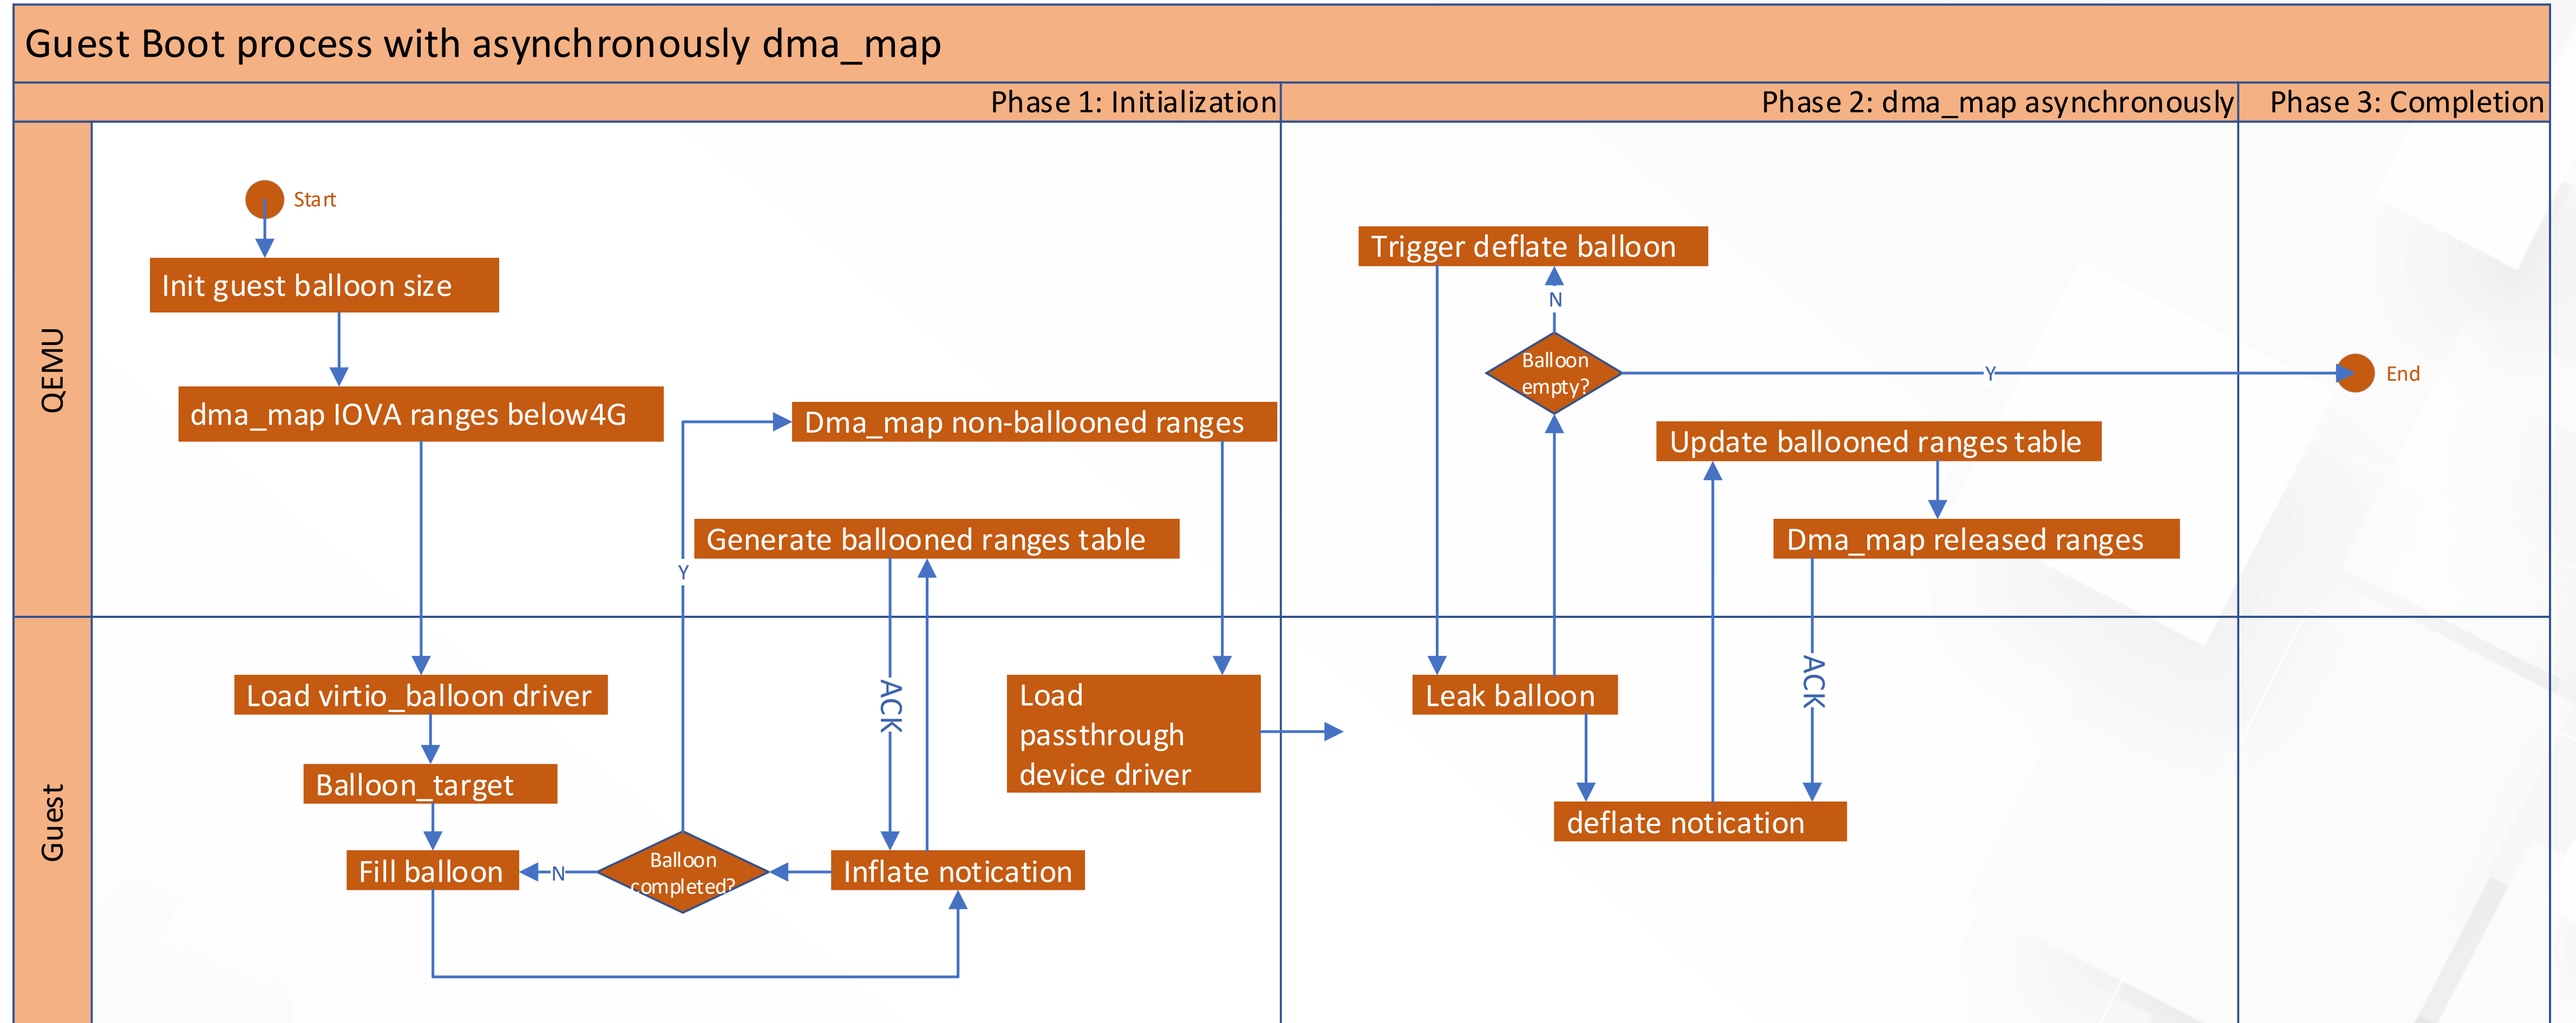 Guest Boot process with asynchronously dma_map
Phase 1: Initialization
Phase 2: dma_map asynchronously
Phase 3: Completion
QEMU
Start
Init guest balloon size
dma_map IOVA ranges below4G
Dma_map non-ballooned ranges
Generate ballooned ranges table
Y
Trigger deflate balloon
N
Balloon
empty?
Y
End
Update ballooned ranges table
Dma_map released ranges
Guest
Load virtio_balloon driver
Balloon_target
Fill balloon
N
Balloon
completed?
ACK
Inflate notication
Load
passthrough
device driver
Leak balloon
ACK
deflate notication